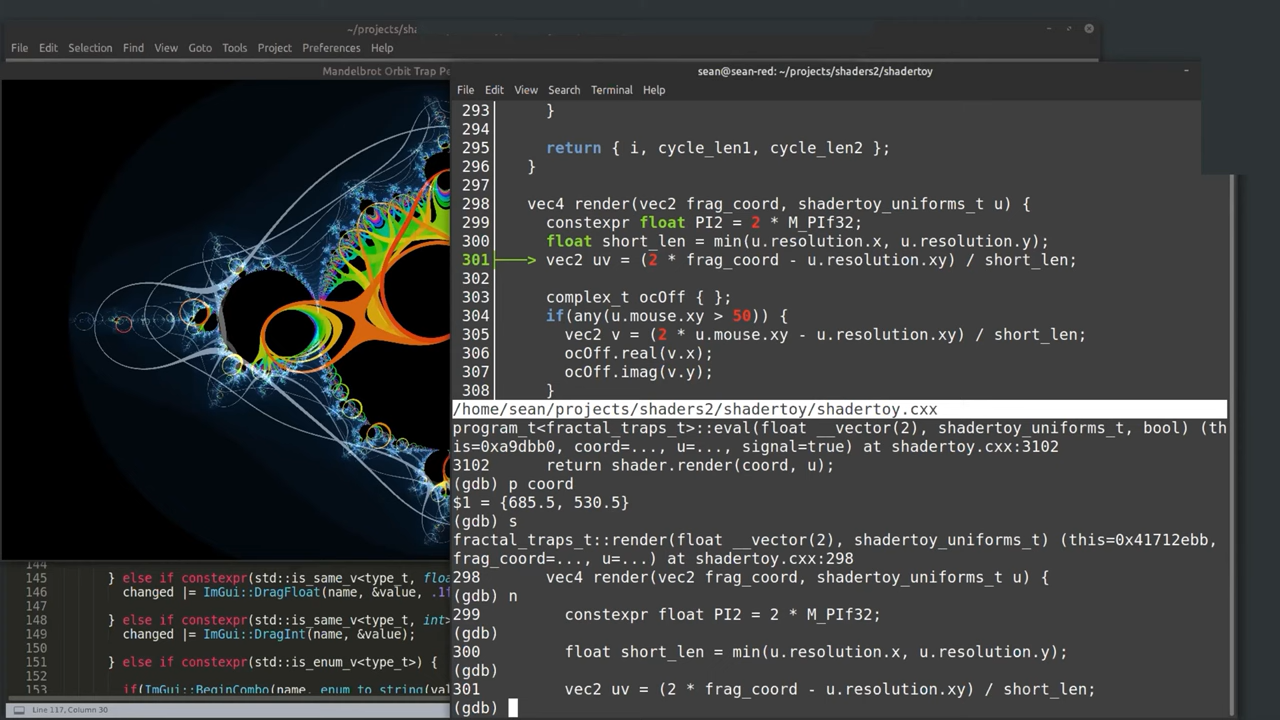 ~/projects/sha
File Edit Selection Find View Goto Tools Project Preferences Help
Mandelbrot Orbit Trap Pe
sean@sean-red: ~/projects/shaders2/shadertoy
File Edit View Search Terminal Help
293 }
294
295 return { i, cycle_len1, cycle_len2 };
296 }
297
298 vec4 render(vec2 frag_coord, shadertoy_uniforms_t u) {
299 constexpr float PI2 = 2 * M_PIf32;
300 float short_len = min(u.resolution.x, u.resolution.y);
301 ───> vec2 uv = (2 * frag_coord - u.resolution.xy) / short_len;
302
303 complex_t ocOff { };
304 if(any(u.mouse.xy > 50)) {
305 vec2 v = (2 * u.mouse.xy - u.resolution.xy) / short_len;
306 ocOff.real(v.x);
307 ocOff.imag(v.y);
308 }
/home/sean/projects/shaders2/shadertoy/shadertoy.cxx
program_t<fractal_traps_t>::eval(float __vector(2), shadertoy_uniforms_t, bool) (th
is=0xa9dbb0, coord=..., u=..., signal=true) at shadertoy.cxx:3102
3102 return shader.render(coord, u);
(gdb) p coord
$1 = {685.5, 530.5}
(gdb) s
fractal_traps_t::render(float __vector(2), shadertoy_uniforms_t) (this=0x41712ebb,
frag_coord=..., u=...) at shadertoy.cxx:298
298 vec4 render(vec2 frag_coord, shadertoy_uniforms_t u) {
(gdb) n
299 constexpr float PI2 = 2 * M_PIf32;
(gdb)
300 float short_len = min(u.resolution.x, u.resolution.y);
(gdb)
301 vec2 uv = (2 * frag_coord - u.resolution.xy) / short_len;
(gdb)
144
145 } else if constexpr(std::is_same_v<type_t, floa
146 changed |= ImGui::DragFloat(name, &value, .1f
147
148 } else if constexpr(std::is_same_v<type_t, int>
149 changed |= ImGui::DragInt(name, &value);
150
151 } else if constexpr(std::is_enum_v<type_t>) {
152
153 if(ImGui::BeginCombo(name, enum_to_string(val
Line 117, Column 30